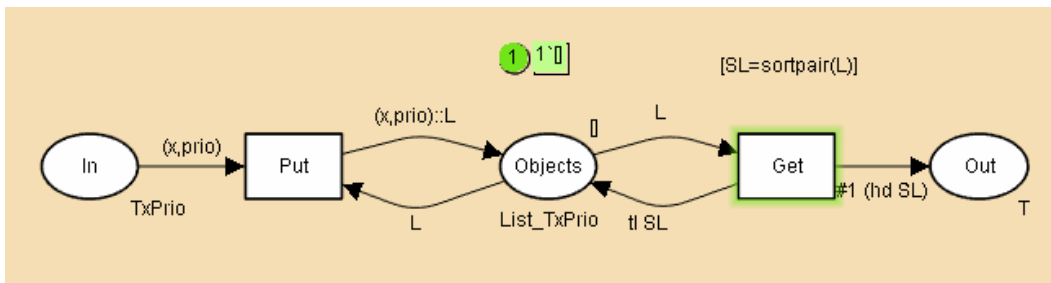 1 1`[]
[SL=sortpair(L)]
(x,prio)::L
[]
L
(x,prio)
In
Put
Objects
Get
Out
#1 (hd SL)
TxPrio
L
List_TxPrio
tl SL
T